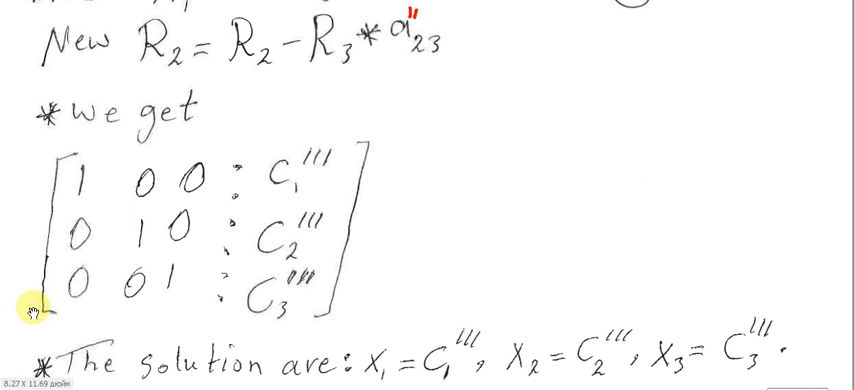 New R₂ = R₂ - R₃ * a″₂₃
* we get
[ 1 0 0 : C₁‴ ]
[ 0 1 0 : C₂‴ ]
[ 0 0 1 : C₃‴ ]
* The solution are: x₁ = C₁‴, x₂ = C₂‴, x₃ = C₃‴.
8.27 X 11.69 дюйм